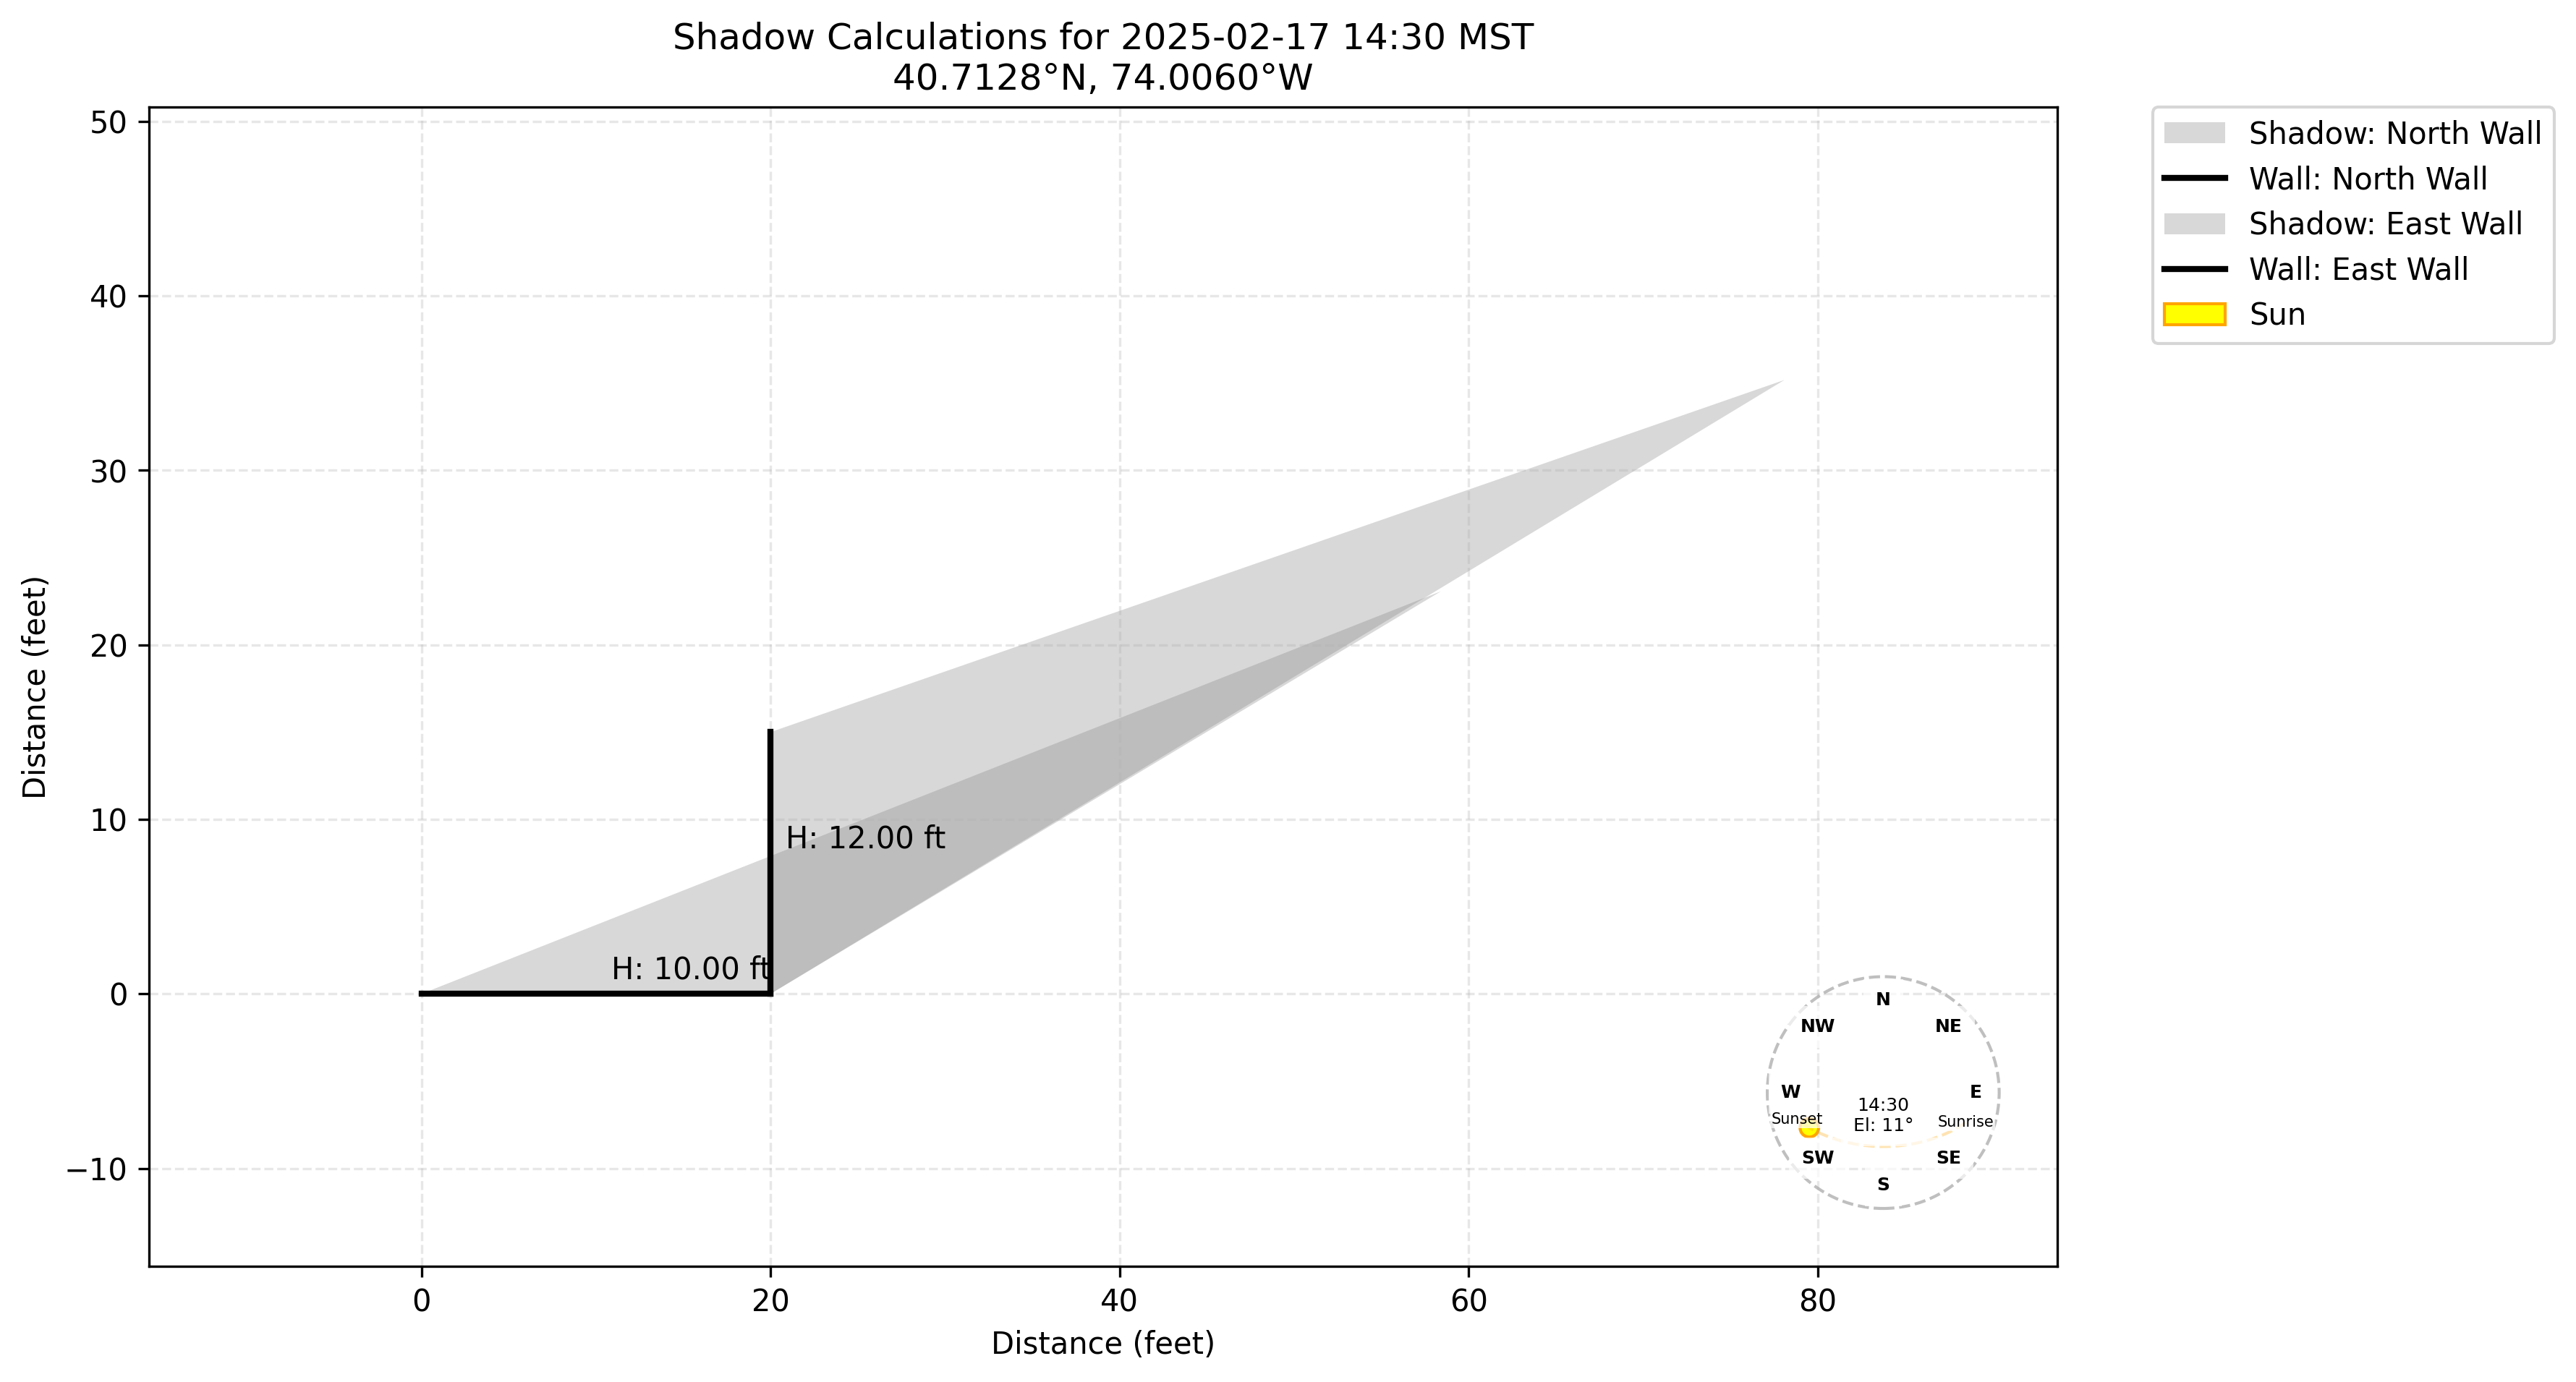 Shadow Calculations for 2025-02-17 14:30 MST
40.7128°N, 74.0060°W
Shadow: North Wall
Wall: North Wall
Shadow: East Wall
Wall: East Wall
Sun
50
40
30
20
10
0
−10
Distance (feet)
H: 12.00 ft
H: 10.00 ft
N
NW
NE
W
E
14:30
Sunset
El: 11°
Sunrise
SW
SE
S
0
20
40
60
80
Distance (feet)